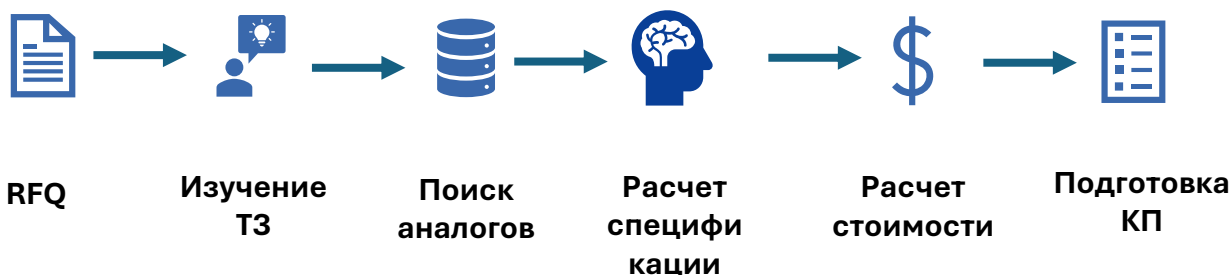 RFQ
Изучение
ТЗ
Поиск
аналогов
Расчет
специфи
кации
Расчет
стоимости
Подготовка
КП